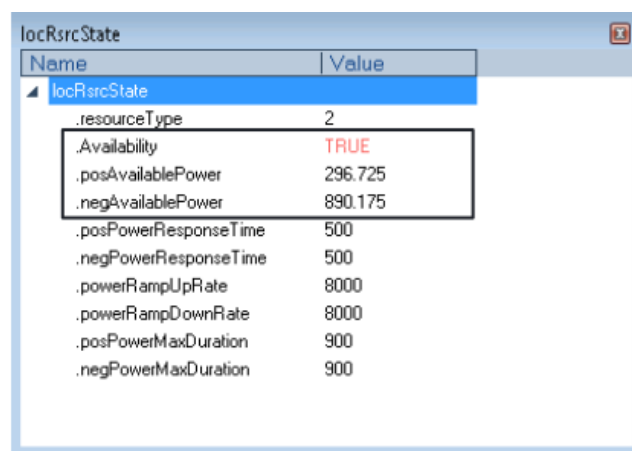 locRsrcState
Name Value
locRsrcState
.resourceType 2
.Availability TRUE
.posAvailablePower 296.725
.negAvailablePower 890.175
.posPowerResponseTime 500
.negPowerResponseTime 500
.powerRampUpRate 8000
.powerRampDownRate 8000
.posPowerMaxDuration 900
.negPowerMaxDuration 900